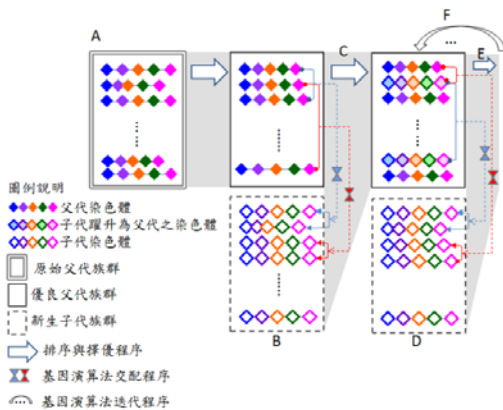 A
C
F
...
E
B
D
圖例說明
父代染色體
子代躍升為父代之染色體
子代染色體
原始父代族群
優良父代族群
新生子代族群
排序與擇優程序
基因演算法交配程序
基因演算法迭代程序